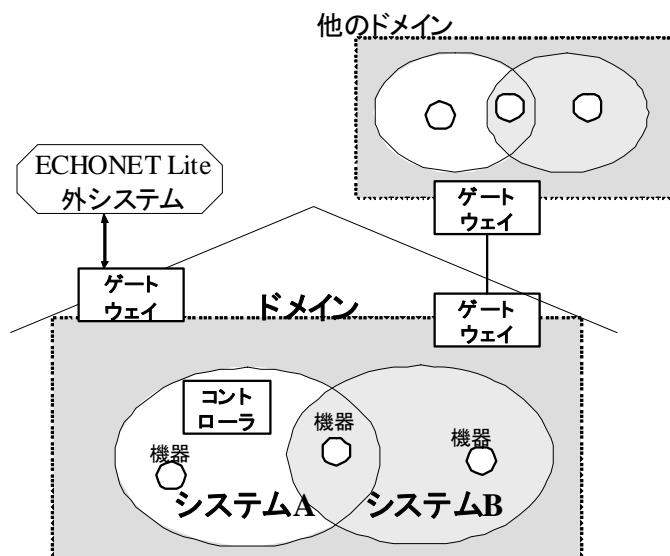 他のドメイン
ECHONET Lite
外システム
ゲート
ウェイ
ゲート
ウェイ
ドメイン
ゲート
ウェイ
コント
ローラ
機器
機器
機器
システムA
システムB